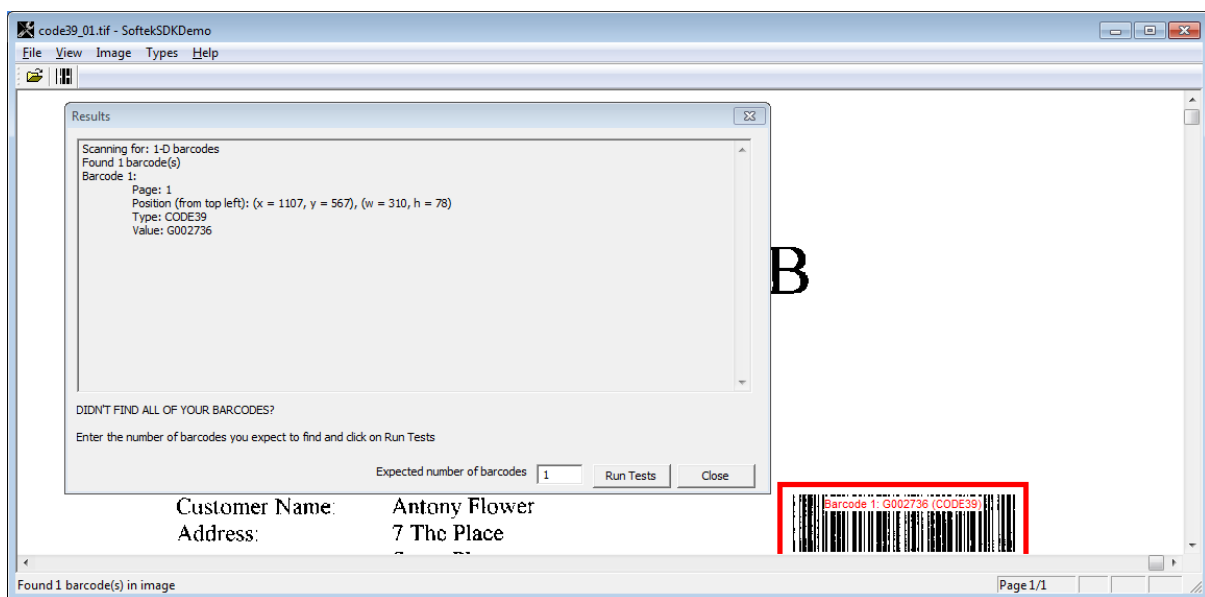 code39_01.tif - SoftekSDKDemo
File View Image Types Help
Results
Scanning for: 1-D barcodes
Found 1 barcode(s)
Barcode 1:
Page: 1
Position (from top left): (x = 1107, y = 567), (w = 310, h = 78)
Type: CODE39
Value: G002736
B
DIDN'T FIND ALL OF YOUR BARCODES?
Enter the number of barcodes you expect to find and click on Run Tests
Expected number of barcodes 1 Run Tests Close
Customer Name: Antony Flower
Barcode 1: G002736 (CODE39)
Address: 7 The Place
Found 1 barcode(s) in image Page 1/1